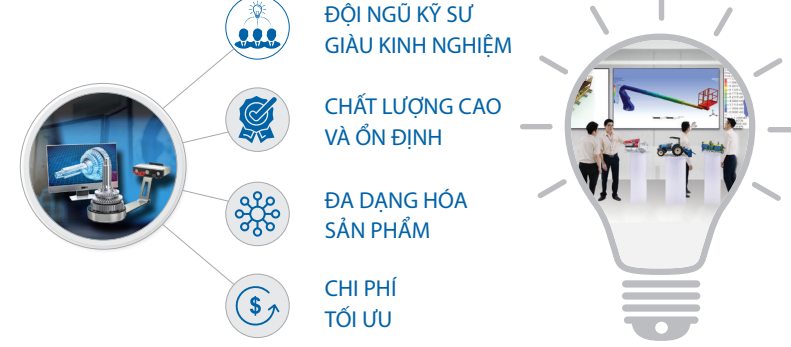 ĐỘI NGŨ KỸ SƯ
GIÀU KINH NGHIỆM
CHẤT LƯỢNG CAO
VÀ ỔN ĐỊNH
ĐA DẠNG HÓA
SẢN PHẨM
$
CHI PHÍ
TỐI ƯU